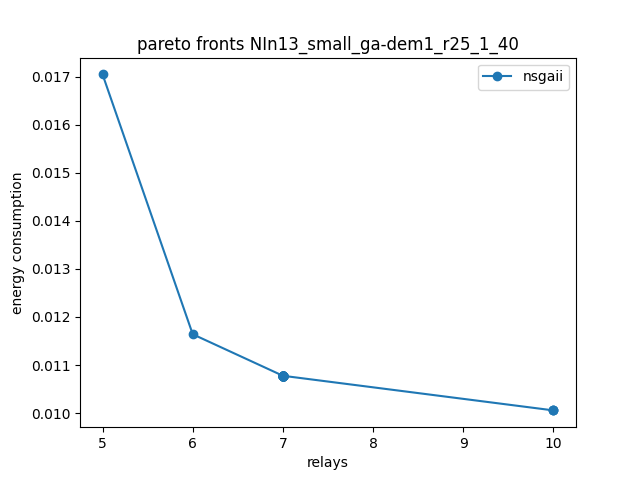 pareto fronts NIn13_small_ga-dem1_r25_1_40
nsgaii
0.017
0.016
0.015
0.014
0.013
0.012
0.011
0.010
energy consumption
5 6 7 8 9 10
relays